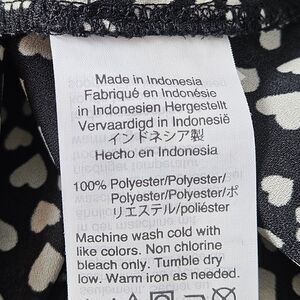 Made in Indonesia
Fabriqué en Indonésie
in Indonesien Hergestellt
Vervaardigd in Indonesië
インドネシア製
Hecho en Indonesia
100% Polyester/Polyester/
Polyester/Polyester/ポ
リエステル/poliéster
Machine wash cold with
like colors. Non chlorine
bleach only. Tumble dry
low. Warm iron as needed.